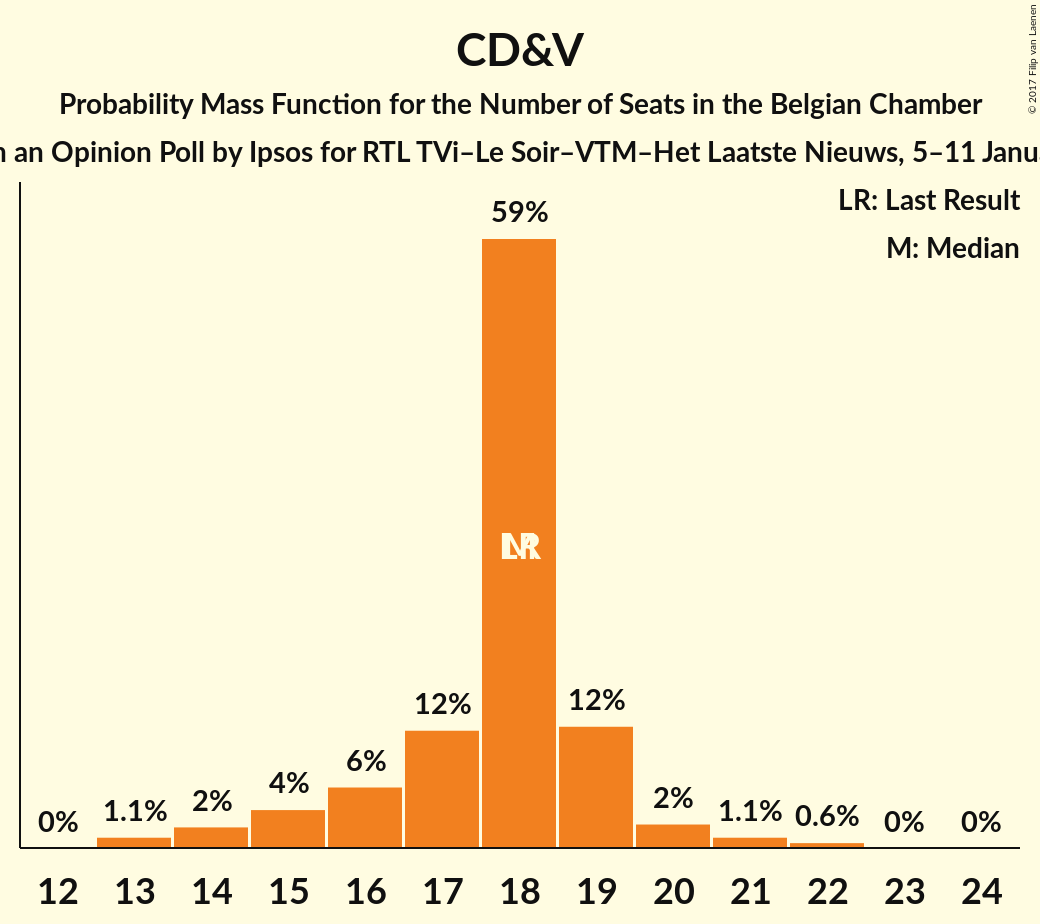 CD&V
Probability Mass Function for the Number of Seats in the Belgian Chamber
an Opinion Poll by Ipsos for RTL TVi–Le Soir–VTM–Het Laatste Nieuws, 5–11
LR: Last Result
M: Median
59%
LR
M
12%
12%
6%
4%
2%
2%
1.1%
1.1%
0.6%
0%
0%
0%
12 13 14 15 16 17 18 19 20 21 22 23 24
© 2017 Filip van Laenen